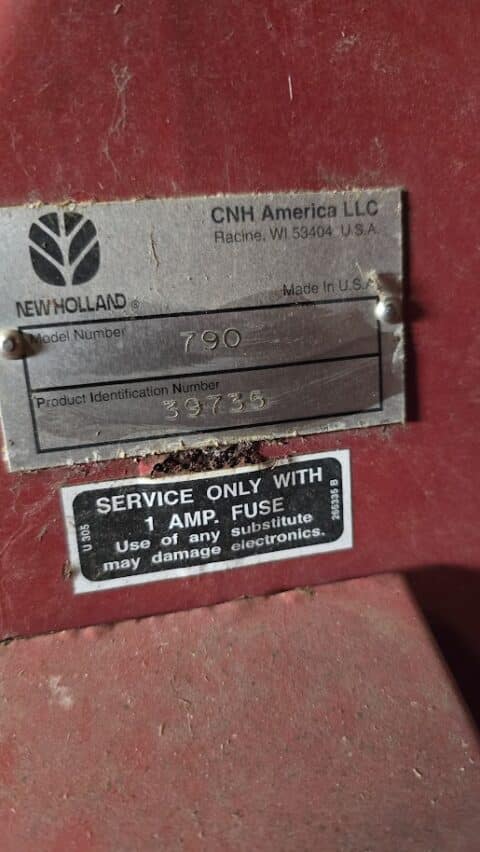 CNH America LLC
Racine, WI 53404 U.S.A.
NEW HOLLAND ®
Made in U.S.A.
Model Number 790
Product Identification Number
39735
SERVICE ONLY WITH
1 AMP. FUSE
Use of any substitute
may damage electronics.
U 305
266335 B